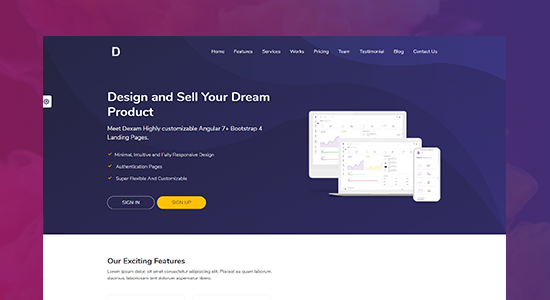 D
Home Features Services Works Pricing Team Testimonial Blog Contact Us
Design and Sell Your Dream
Product
Meet Dexam Highly customizable Angular 7+ Bootstrap 4
Landing Pages.
Minimal, Intuitive and Fully Responsive Design
Authentication Pages
Super Flexible And Customizable
SIGN IN SIGN UP
Our Exciting Features
Lorem ipsum dolor, sit amet consectetur adipisicing elit. Placeat ea quam laborum,
ducimus, laboriosam sint dolorum aspernatur libero.